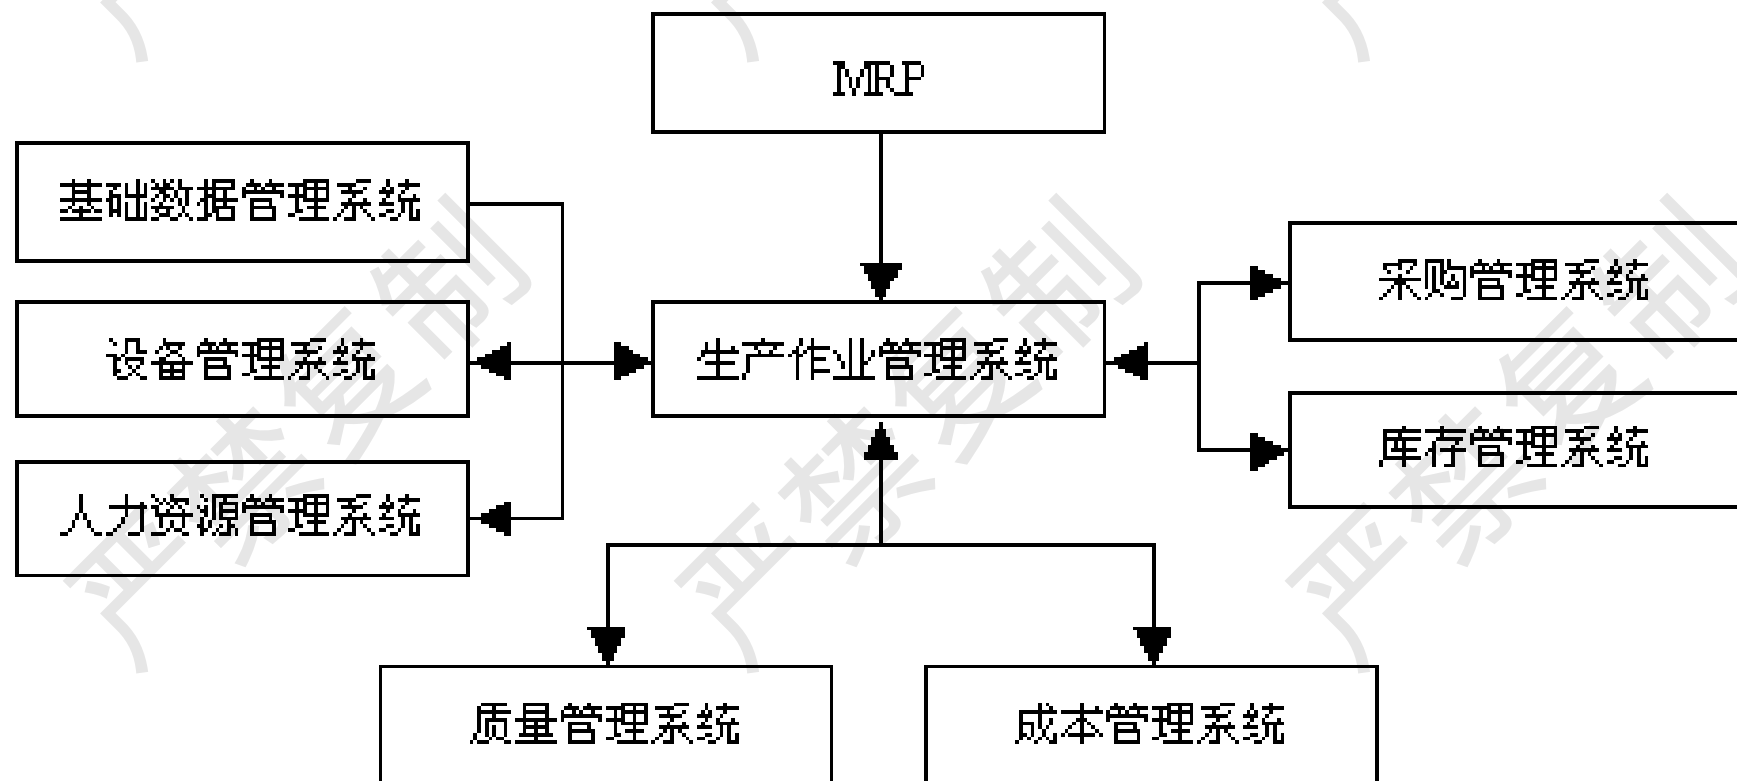 MRP
基础数据管理系统
设备管理系统
人力资源管理系统
生产作业管理系统
采购管理系统
库存管理系统
质量管理系统
成本管理系统
严禁复制
严禁复制
严禁复制